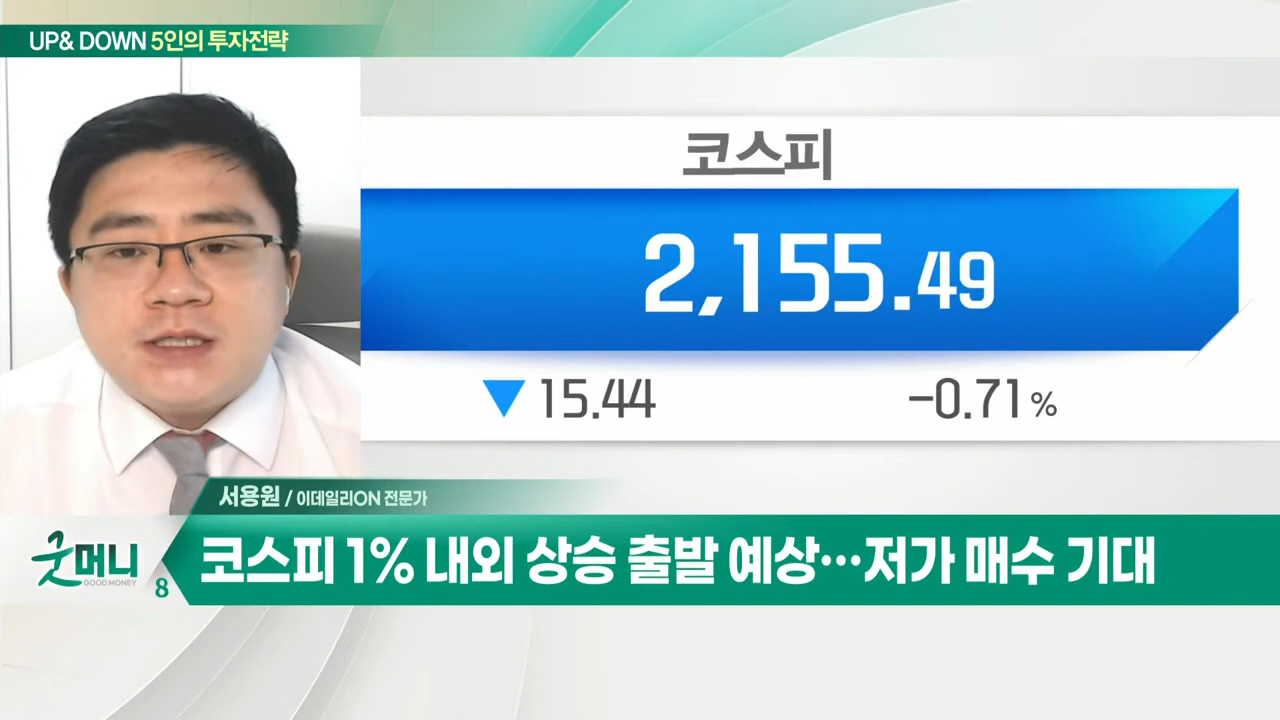 UP& DOWN 5인의 투자전략
코스피
2,155.49
▼ 15.44 -0.71%
서용원 / 이데일리ON 전문가
굿머니
GOOD MONEY
8
코스피 1% 내외 상승 출발 예상…저가 매수 기대